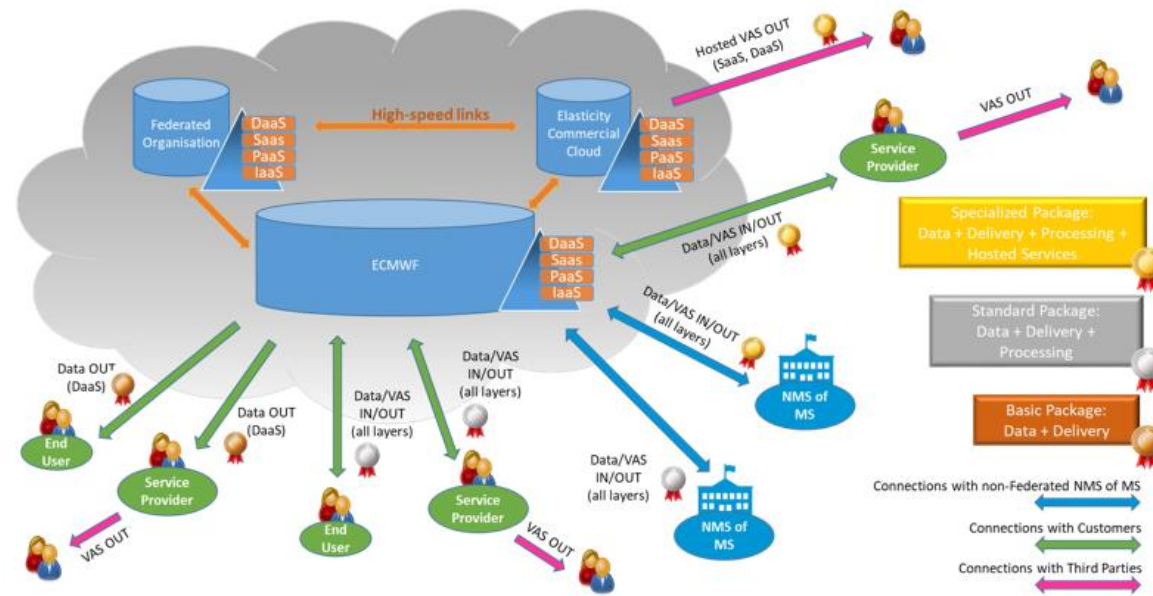 Hosted VAS OUT
(SaaS, DaaS)
VAS OUT
Federated
Organisation
DaaS
Saas
PaaS
IaaS
High-speed links
Elasticity
Commercial
Cloud
DaaS
Saas
PaaS
IaaS
Service
Provider
ECMWF
DaaS
Saas
PaaS
IaaS
Data/VAS IN/OUT
(all layers)
Specialized Package:
Data + Delivery + Processing +
Hosted Services
Data/VAS IN/OUT
(all layers)
Standard Package:
Data + Delivery +
Processing
Data OUT
(DaaS)
Data OUT
(DaaS)
Data/VAS
IN/OUT
(all layers)
Data/VAS
IN/OUT
(all layers)
NMS of
MS
Basic Package:
Data + Delivery
End
User
Service
Provider
VAS OUT
End
User
Service
Provider
VAS OUT
Data/VAS
IN/OUT
(all layers)
NMS of
MS
Connections with non-Federated NMS of MS
Connections with Customers
Connections with Third Parties